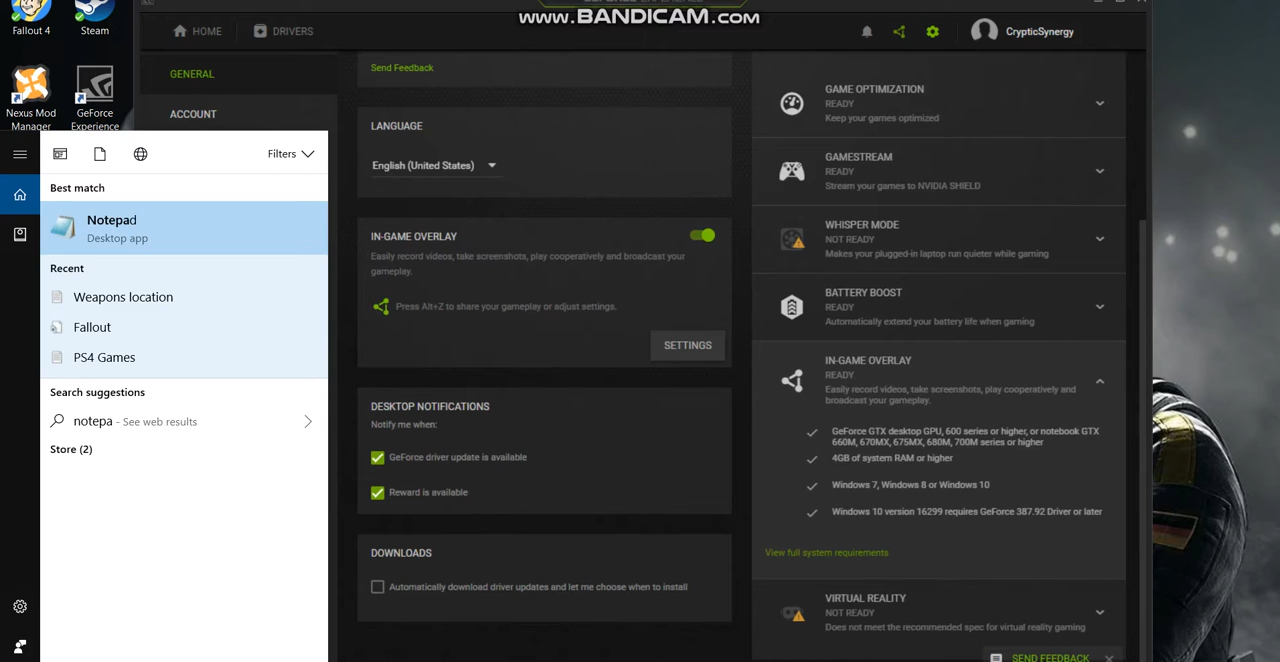 Fallout 4
Steam
Nexus Mod
Manager
GeForce
Experience
www.BANDICAM.com
HOME
DRIVERS
CrypticSynergy
GENERAL
ACCOUNT
Filters
Best match
Notepad
Desktop app
Recent
Weapons location
Fallout
PS4 Games
Search suggestions
notepa - See web results
Store (2)
Send Feedback
LANGUAGE
English (United States)
IN-GAME OVERLAY
Easily record videos, take screenshots, play cooperatively and broadcast your
gameplay.
Press Alt+Z to share your gameplay or adjust settings.
SETTINGS
DESKTOP NOTIFICATIONS
Notify me when:
GeForce driver update is available
Reward is available
DOWNLOADS
Automatically download driver updates and let me choose when to install
GAME OPTIMIZATION
READY
Keep your games optimized
GAMESTREAM
READY
Stream your games to NVIDIA SHIELD
WHISPER MODE
NOT READY
Makes your plugged-in laptop run quieter while gaming
BATTERY BOOST
READY
Automatically extend your battery life when gaming
IN-GAME OVERLAY
READY
Easily record videos, take screenshots, play cooperatively and
broadcast your gameplay.
GeForce GTX desktop GPU, 600 series or higher, or notebook GTX
660M, 670MX, 675MX, 680M, 700M series or higher
4GB of system RAM or higher
Windows 7, Windows 8 or Windows 10
Windows 10 version 16299 requires GeForce 387.92 Driver or later
View full system requirements
VIRTUAL REALITY
NOT READY
Does not meet the recommended spec for virtual reality gaming
SEND FEEDBACK